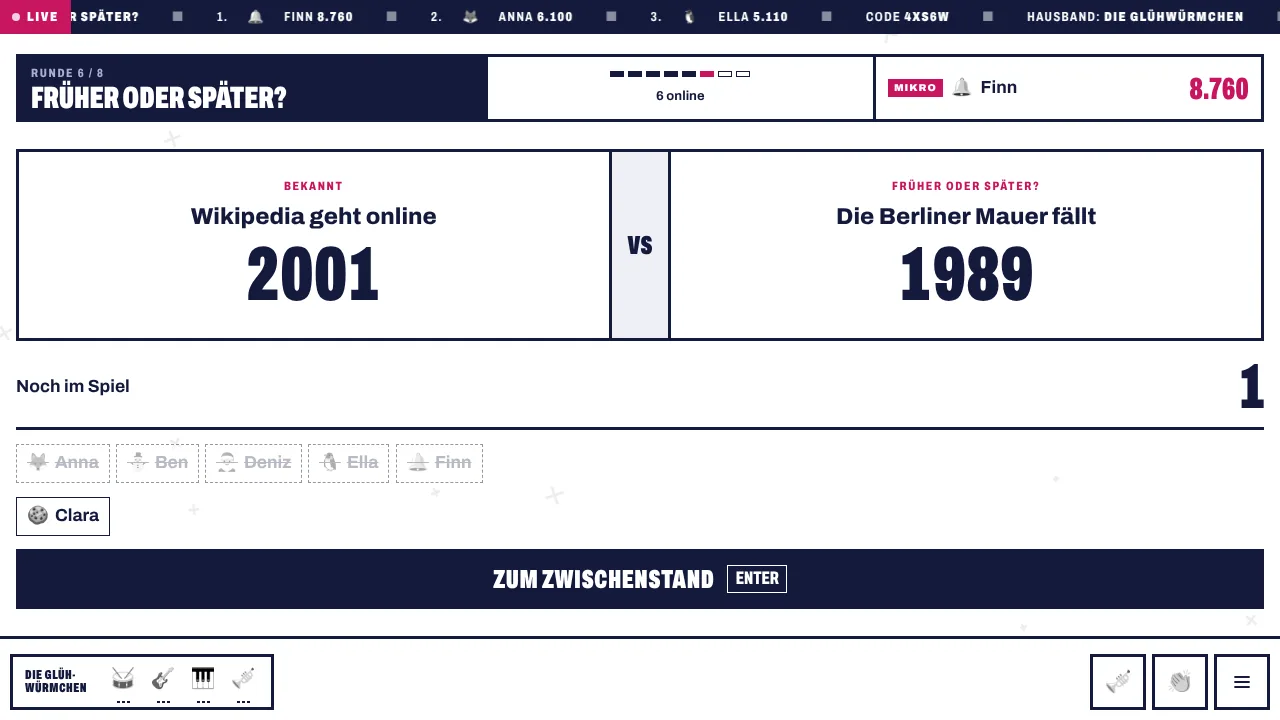 LIVE
R SPÄTER?
1. FINN 8.760
2. ANNA 6.100
3. ELLA 5.110
CODE 4XS6W
HAUSBAND: DIE GLÜHWÜRMCHEN
RUNDE 6 / 8
FRÜHER ODER SPÄTER?
6 online
MIKRO Finn 8.760
BEKANNT
Wikipedia geht online
2001
VS
FRÜHER ODER SPÄTER?
Die Berliner Mauer fällt
1989
Noch im Spiel 1
Anna Ben Deniz Ella Finn
Clara
ZUM ZWISCHENSTAND ENTER
DIE GLÜH-
WÜRMCHEN